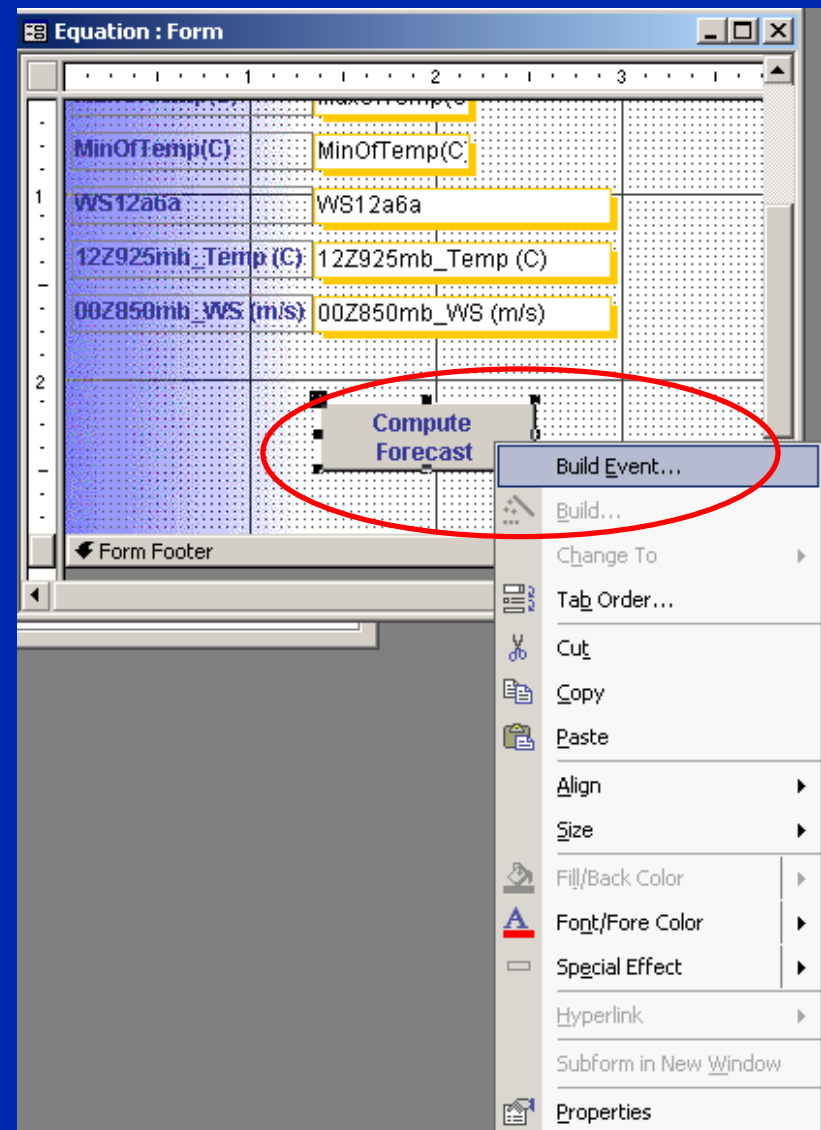 Equation : Form
1 2 3
MinOfTemp(C) MinOfTemp(C)
1
WS12a6a WS12a6a
12Z925mb_Temp (C) 12Z925mb_Temp (C)
00Z850mb_WS (m/s) 00Z850mb_WS (m/s)
2
Compute
Forecast
Form Footer
Build Event...
Build...
Change To
Tab Order...
Cut
Copy
Paste
Align
Size
Fill/Back Color
Font/Fore Color
Special Effect
Hyperlink
Subform in New Window
Properties